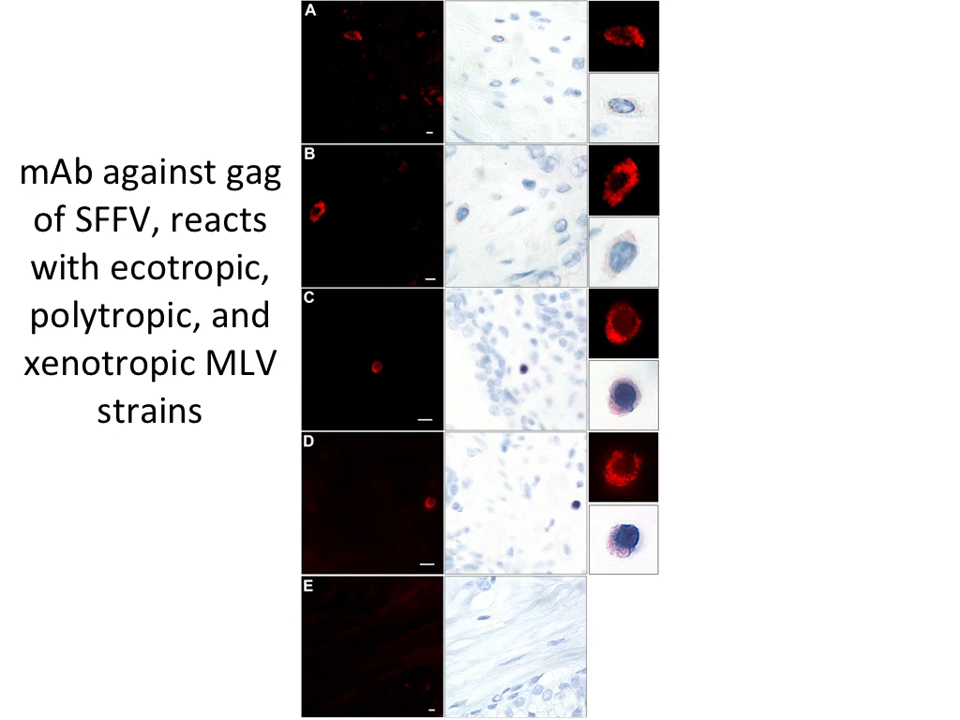 mAb against gag
of SFFV, reacts
with ecotropic,
polytropic, and
xenotropic MLV
strains
A
B
C
D
E